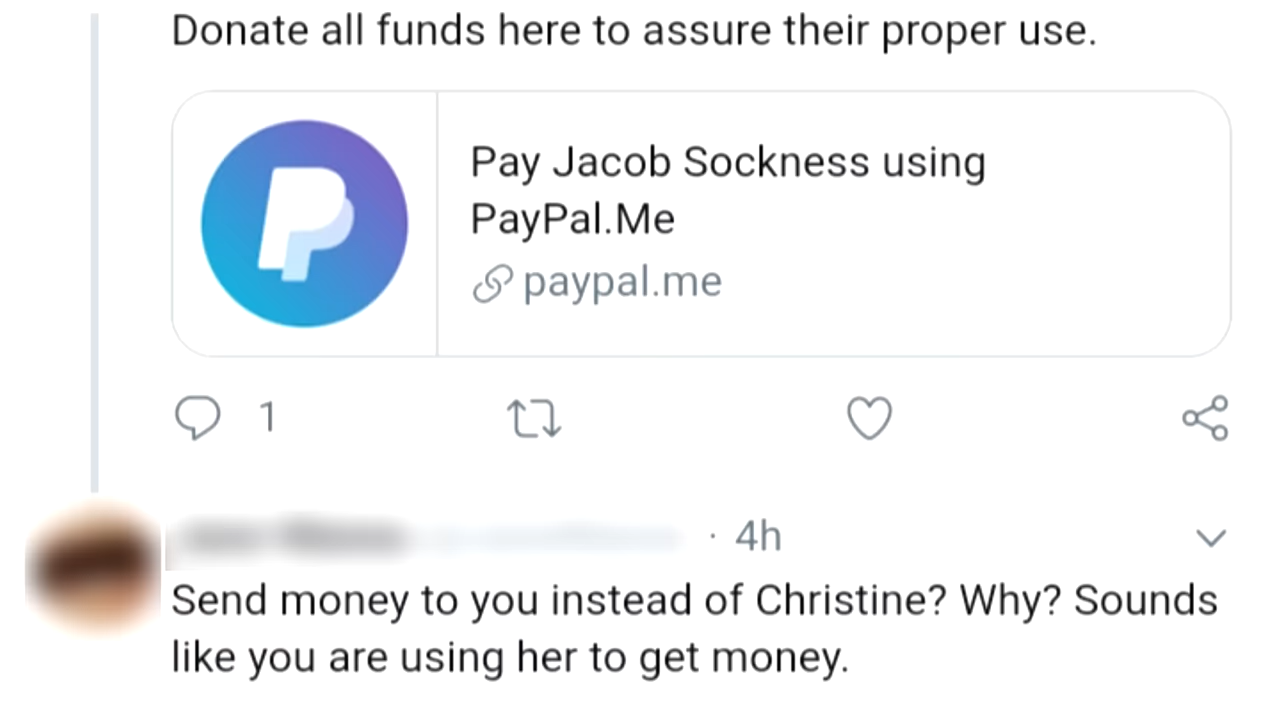 Donate all funds here to assure their proper use.
Pay Jacob Sockness using
PayPal.Me
paypal.me
1
· 4h
Send money to you instead of Christine? Why? Sounds
like you are using her to get money.